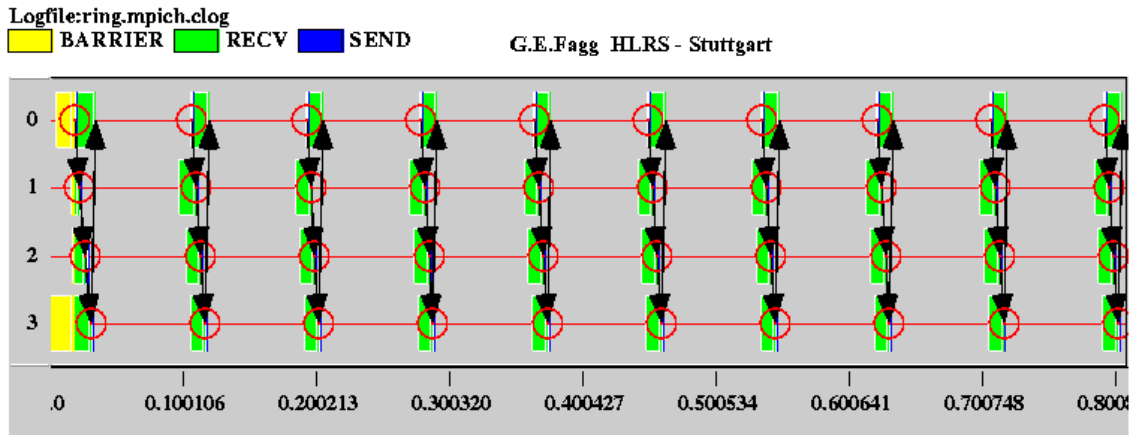 Logfile:ring.mpich.clog
BARRIER RECV SEND G.E.Fagg HLRS - Stuttgart
0
1
2
3
.0 0.100106 0.200213 0.300320 0.400427 0.500534 0.600641 0.700748